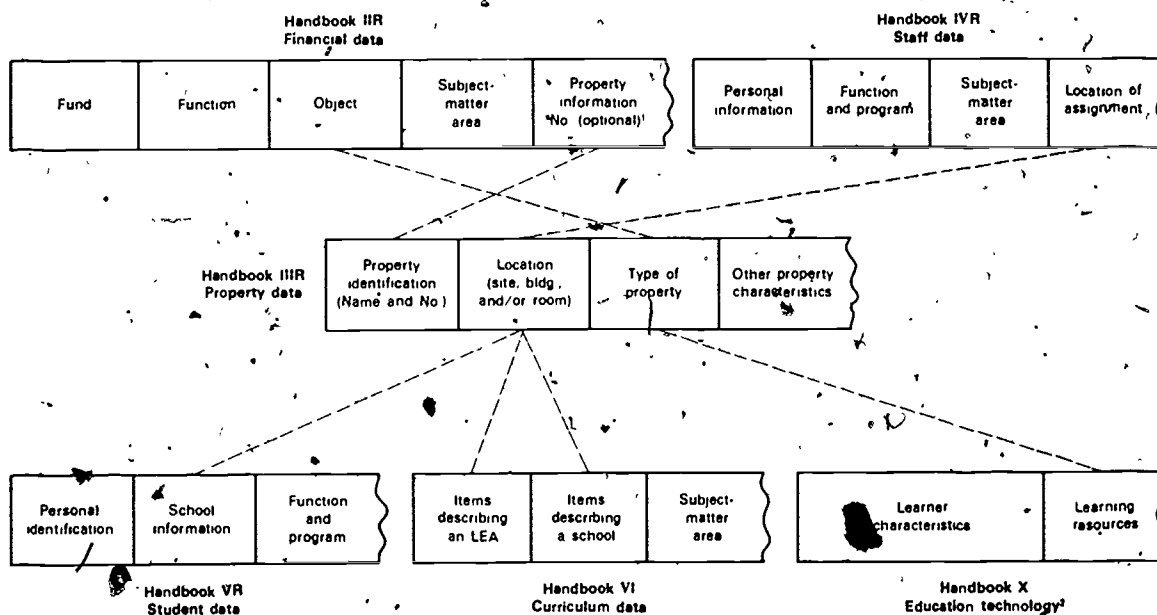 Handbook IIR
Financial data
Handbook IVR
Staff data
Fund
Function
Object
Subject-
matter
area
Property
information
No (optional)¹
Personal
information
Function
and program
Subject-
matter
area
Location of
assignment,
Handbook IIIR
Property data
Property
identification
(Name and No )
Location
(site, bldg ,
and/or room)
Type of
property
Other property
characteristics
Personal
identification
School
information
Function
and
program
Items
describing
an LEA
Items
describing
a school
Subject-
matter
area
Learner
characteristics
Learning
resources
Handbook VR
Student data
Handbook VI
Curriculum data
Handbook X
Education technology²